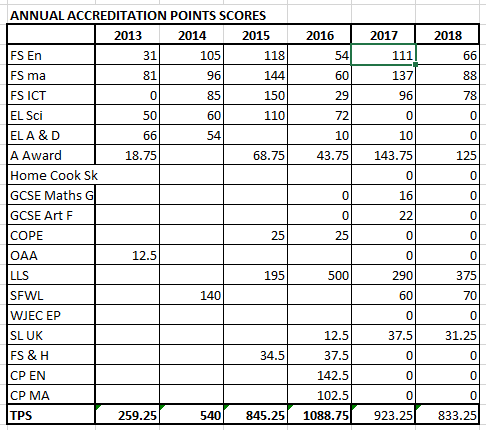 ANNUAL ACCREDITATION POINTS SCORES
2013 2014 2015 2016 2017 2018
FS En 31 105 118 54 111 66
FS ma 81 96 144 60 137 88
FS ICT 0 85 150 29 96 78
EL Sci 50 60 110 72 0 0
EL A & D 66 54 10 10 0
A Award 18.75 68.75 43.75 143.75 125
Home Cook Sk 0 0
GCSE Maths G 0 16 0
GCSE Art F 0 22 0
COPE 25 25 0 0
OAA 12.5 0 0
LLS 195 500 290 375
SFWL 140 60 70
WJEC EP 0 0
SL UK 12.5 37.5 31.25
FS & H 34.5 37.5 0 0
CP EN 142.5 0 0
CP MA 102.5 0 0
TPS 259.25 540 845.25 1088.75 923.25 833.25